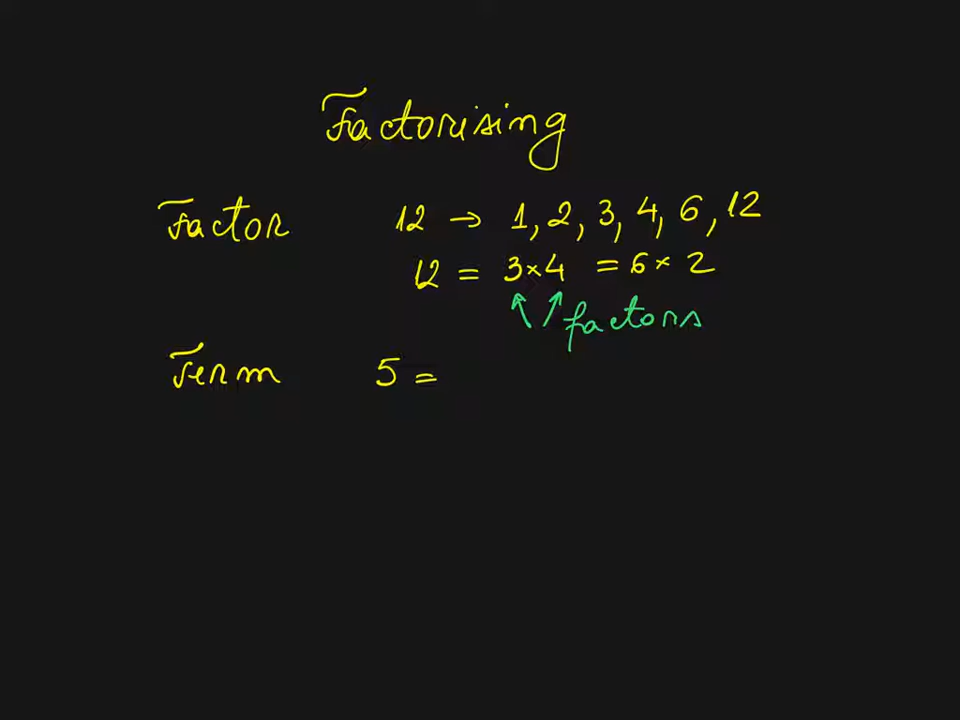 Factorising
Factor 12 → 1, 2, 3, 4, 6, 12
12 = 3×4 = 6×2
↖ ↗ factors
Term 5 =